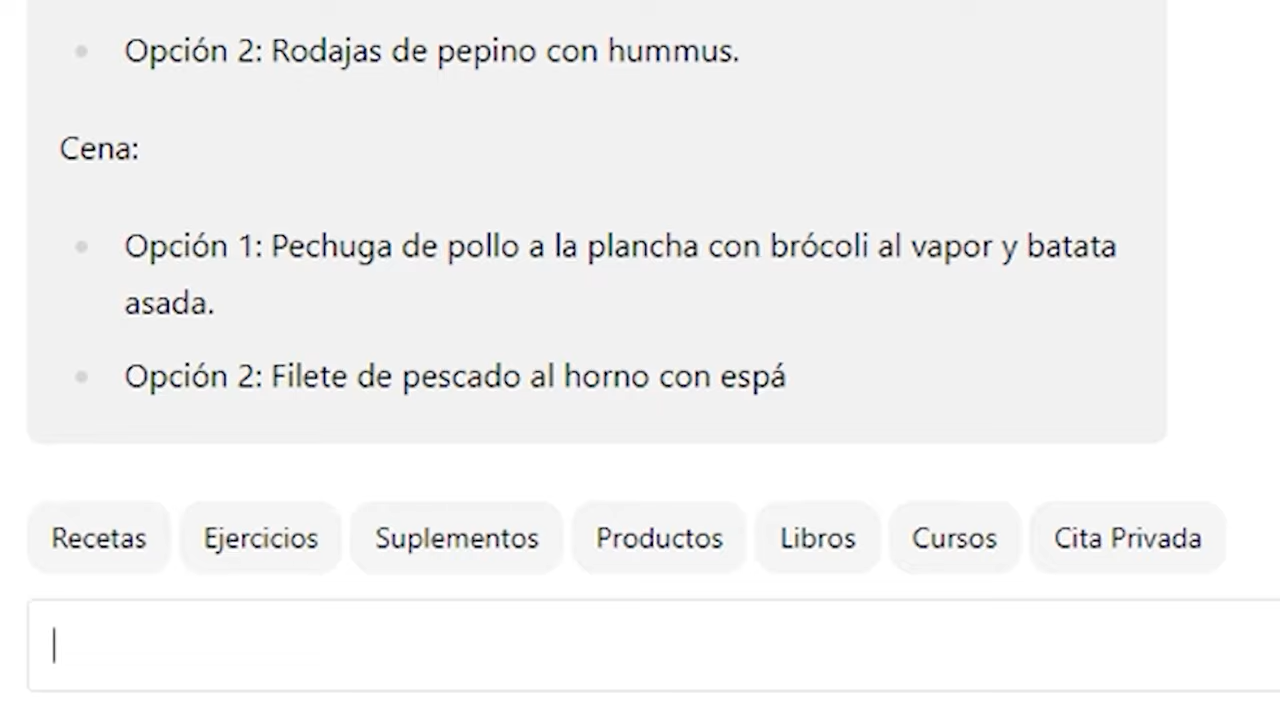 Opción 2: Rodajas de pepino con hummus.
Cena:
Opción 1: Pechuga de pollo a la plancha con brócoli al vapor y batata
asada.
Opción 2: Filete de pescado al horno con espá
Recetas Ejercicios Suplementos Productos Libros Cursos Cita Privada